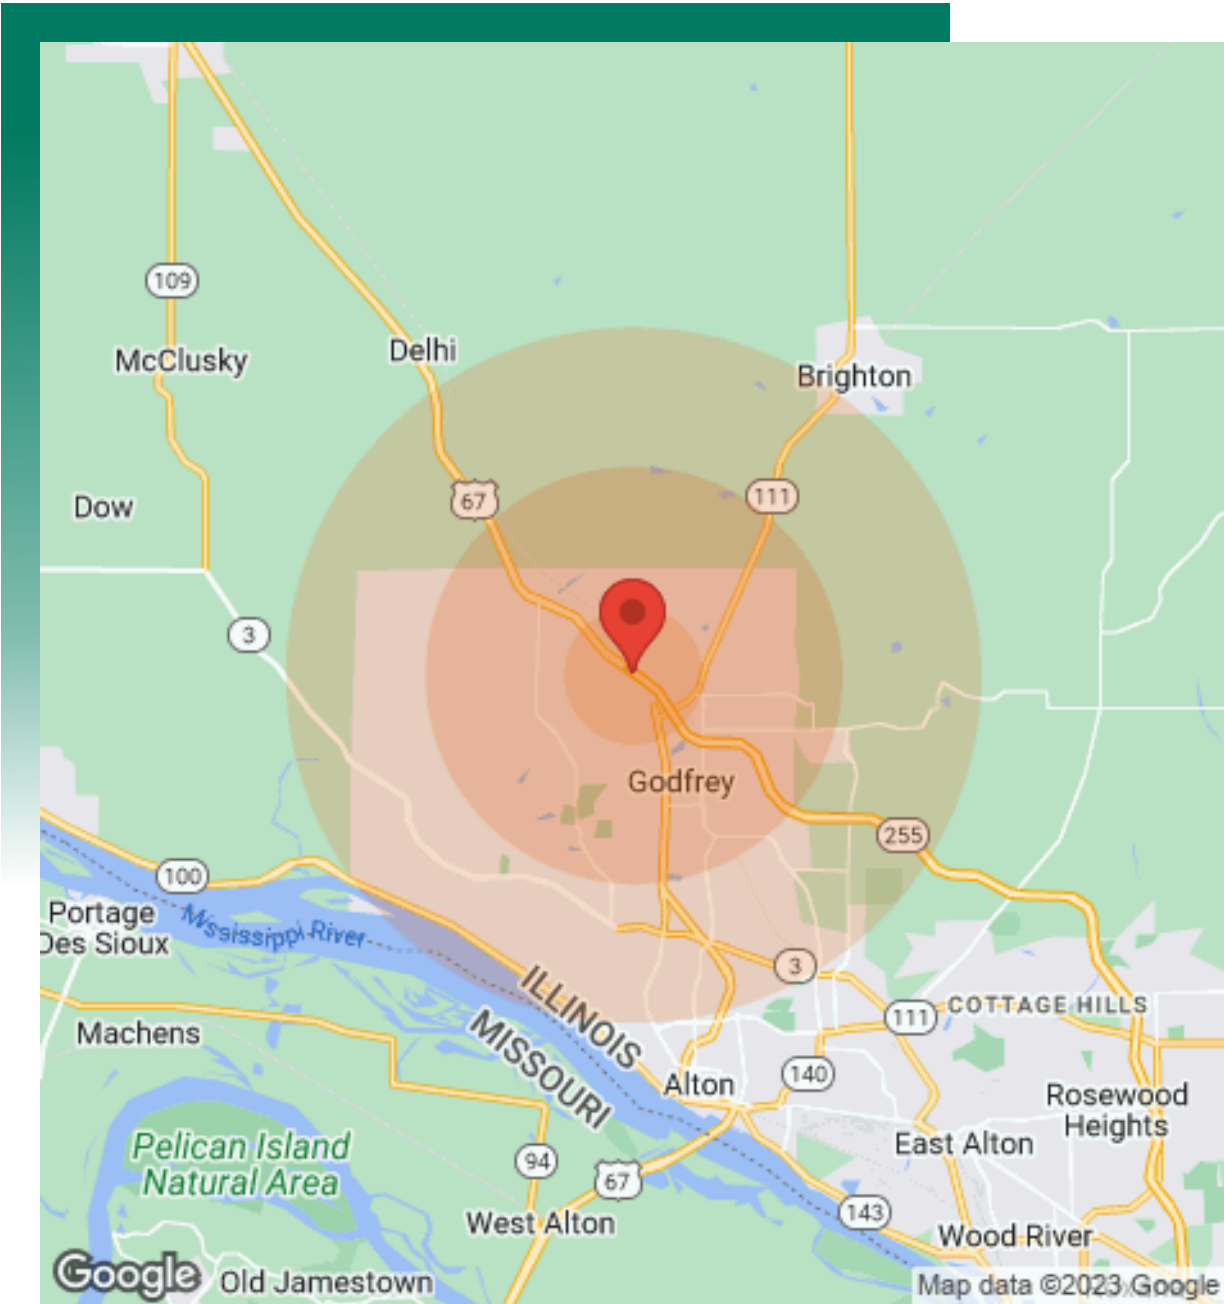 109
McClusky
Delhi
Brighton
67
111
Dow
3
Godfrey
255
100
Portage
Des Sioux
Mississippi River
3
ILLINOIS
MISSOURI
111
COTTAGE HILLS
Machens
Alton
140
Rosewood
Heights
East Alton
Pelican Island
Natural Area
94
67
West Alton
143
Wood River
Google
Old Jamestown
Map data ©2023 Google